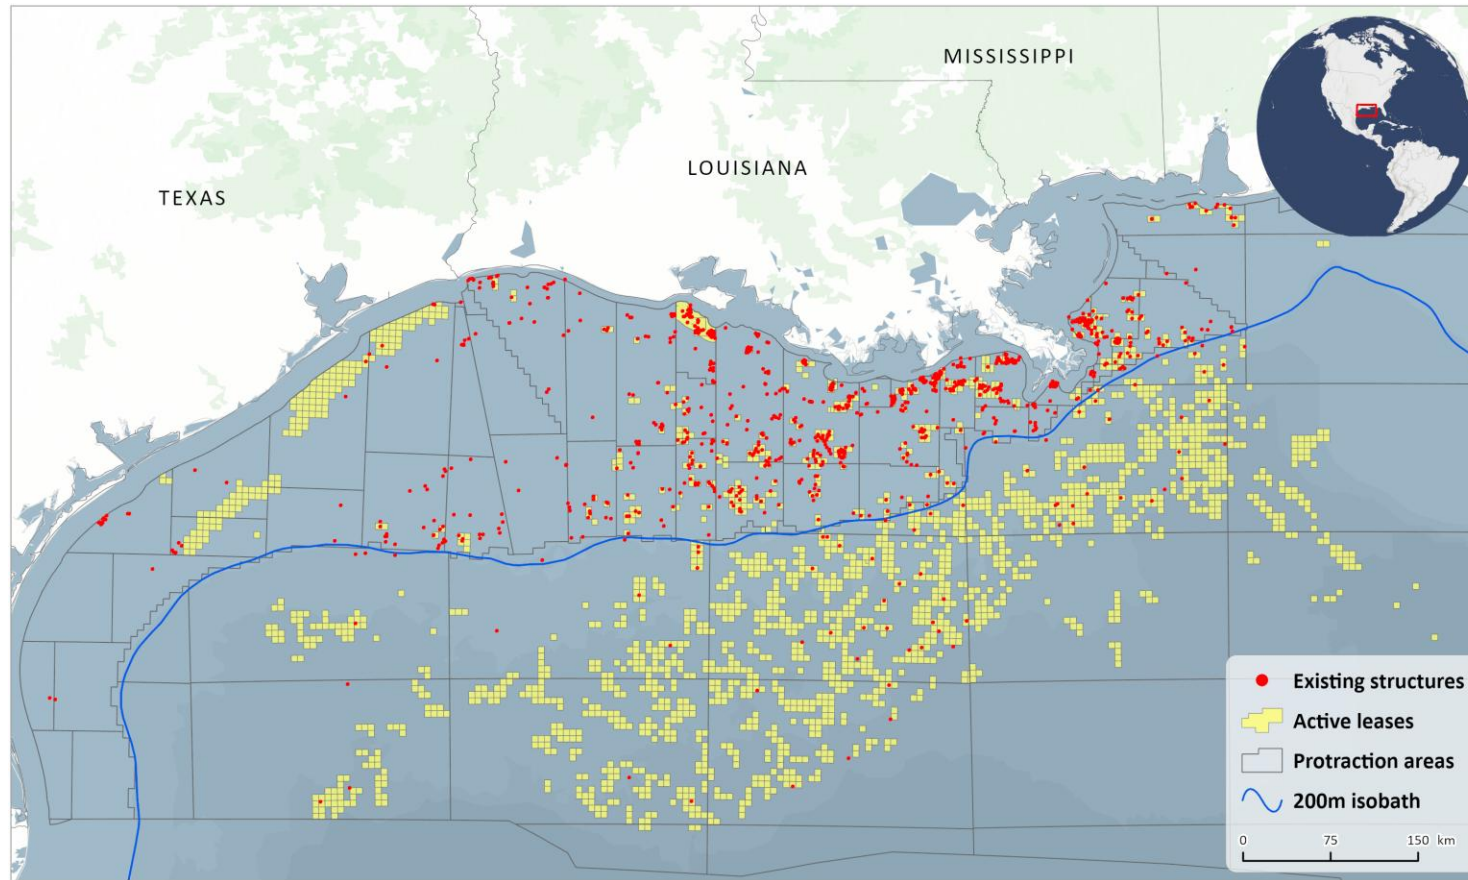 MISSISSIPPI
LOUISIANA
TEXAS
Existing structures
Active leases
Protraction areas
200m isobath
0 75 150 km